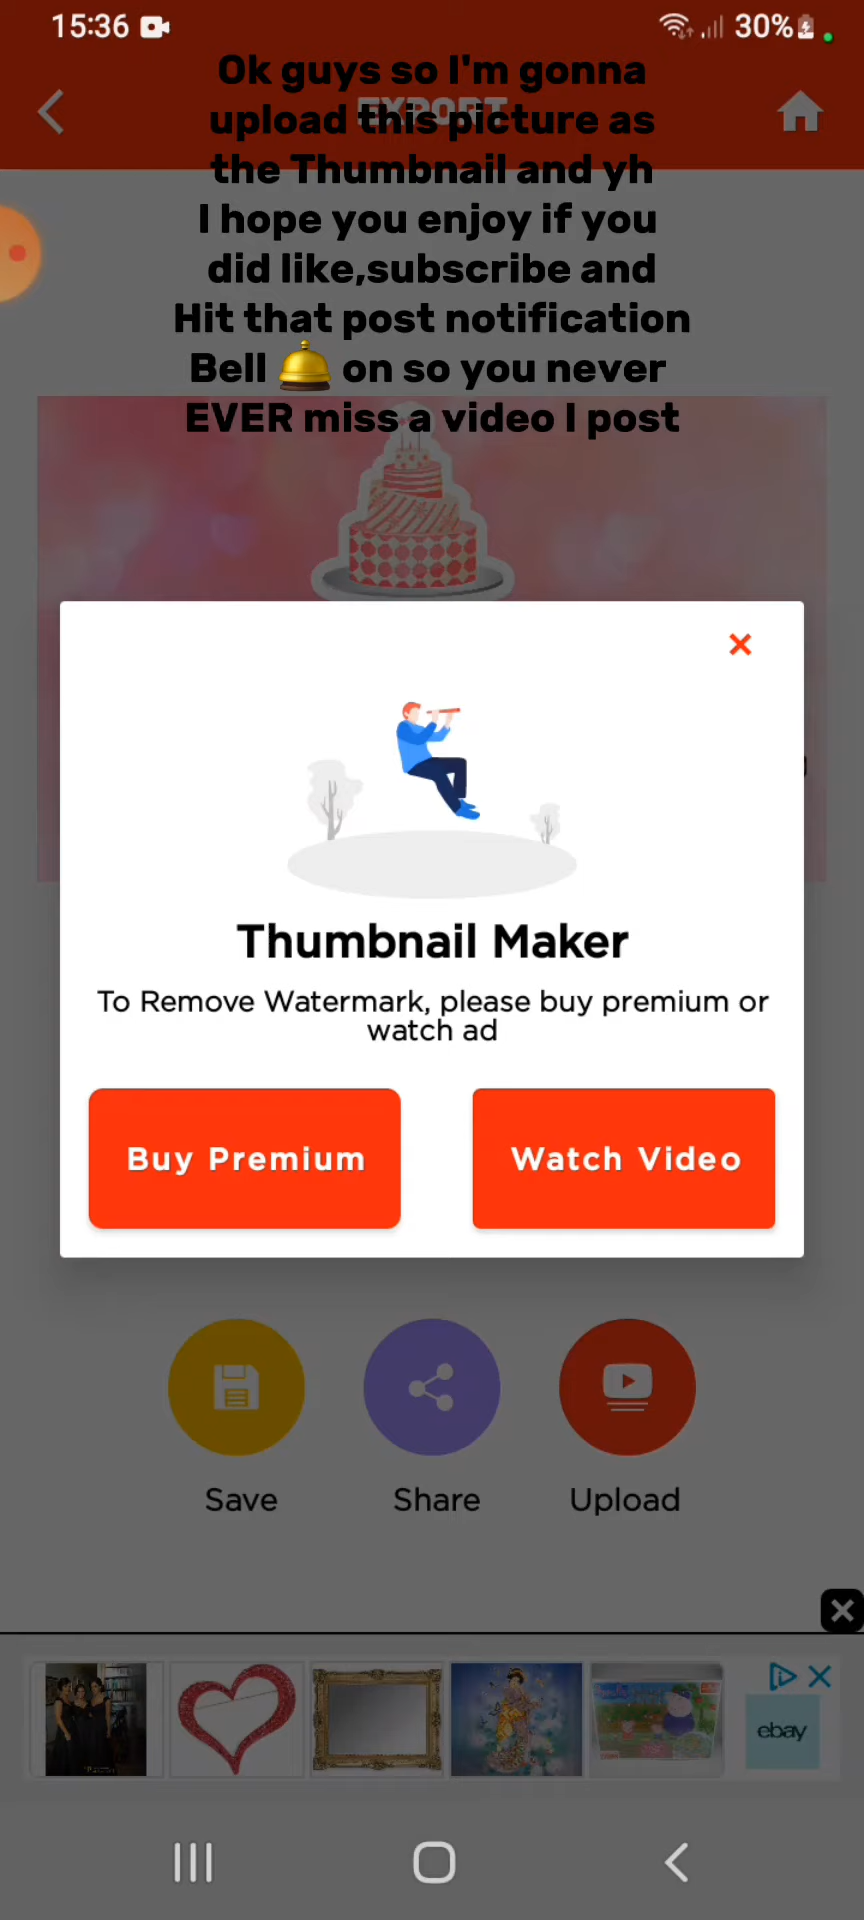 15:36
30%
Ok guys so I'm gonna
EXPORT
upload this picture as
the Thumbnail and yh
I hope you enjoy if you
did like,subscribe and
Hit that post notification
Bell 🛎️ on so you never
EVER miss a video I post
Thumbnail Maker
To Remove Watermark, please buy premium or
watch ad
Buy Premium
Watch Video
Save
Share
Upload
ebay